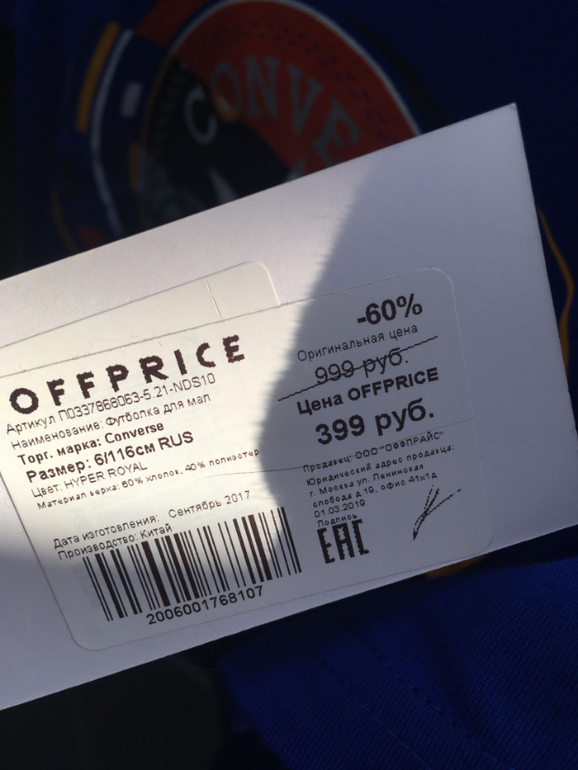 CONVE
OFFPRICE
Артикул П0337868063-5.21-NDS10
Наименование: Футболка для мал
Торг. марка: Converse
Размер: 6/116см RUS
Цвет: HYPER ROYAL
Материал верха: 60% хлопок, 40% полиэстер
Дата изготовления: Сентябрь 2017
Производство: Китай
2006001768107
-60%
Оригинальная цена
999 руб.
Цена OFFPRICE
399 руб.
Продавец: ООО "ОФФПРАЙС"
Юридический адрес продавца:
г. Москва ул. Ленинская
слобода д 19, офис 41х1д
01.03.2019
Подпись
EAC